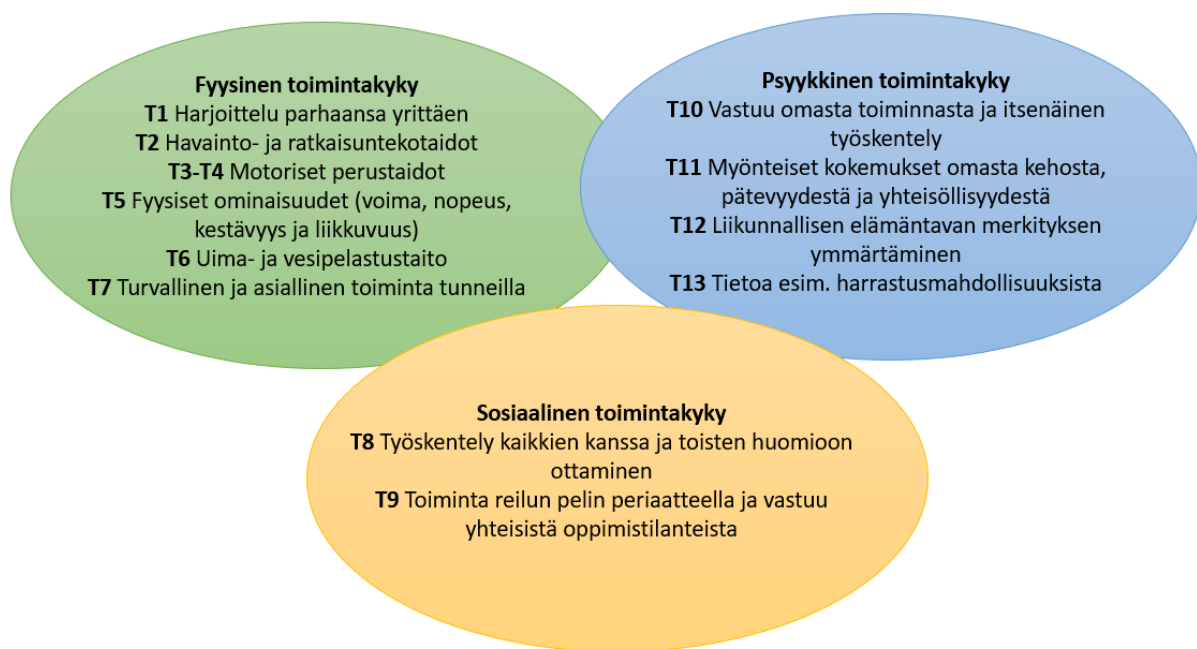 Fyysinen toimintakyky
T1 Harjoittelu parhaansa yrittäen
T2 Havainto- ja ratkaisuntekotaidot
T3-T4 Motoriset perustaidot
T5 Fyysiset ominaisuudet (voima, nopeus,
kestävyys ja liikkuvuus)
T6 Uima- ja vesipelastustaito
T7 Turvallinen ja asiallinen toiminta tunneilla
Psyykkinen toimintakyky
T10 Vastuu omasta toiminnasta ja itsenäinen
työskentely
T11 Myönteiset kokemukset omasta kehosta,
pätevyydestä ja yhteisöllisyydestä
T12 Liikunnallisen elämäntavan merkityksen
ymmärtäminen
T13 Tietoa esim. harrastusmahdollisuuksista
Sosiaalinen toimintakyky
T8 Työskentely kaikkien kanssa ja toisten huomioon
ottaminen
T9 Toiminta reilun pelin periaatteella ja vastuu
yhteisistä oppimistilanteista